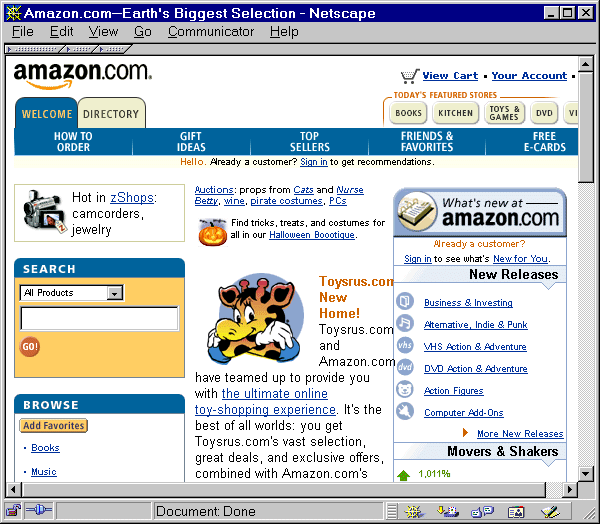 Amazon.com—Earth's Biggest Selection - Netscape
File Edit View Go Communicator Help
amazon.com.
View Cart • Your Account •
TODAY'S FEATURED STORES
WELCOME DIRECTORY
BOOKS KITCHEN TOYS & GAMES DVD VI
HOW TO ORDER GIFT IDEAS TOP SELLERS FRIENDS & FAVORITES FREE E-CARDS
Hello. Already a customer? Sign in to get recommendations.
Hot in zShops:
camcorders,
jewelry
Auctions: props from Cats and Nurse
Betty, wine, pirate costumes, PCs
Find tricks, treats, and costumes for
all in our Halloween Boootique.
SEARCH
All Products
GO!
BROWSE
Add Favorites
• Books
• Music
Toysrus.com
New
Home!
Toysrus.com
and
Amazon.com
have teamed up to provide you
with the ultimate online
toy-shopping experience. It's the
best of all worlds: you get
Toysrus.com's vast selection,
great deals, and exclusive offers,
combined with Amazon.com's
What's new at
amazon.com
Already a customer?
Sign in to see what's New for You.
New Releases
Business & Investing
Alternative, Indie & Punk
vhs VHS Action & Adventure
dvd DVD Action & Adventure
Action Figures
Computer Add-Ons
More New Releases
Movers & Shakers
1,011%
Document: Done